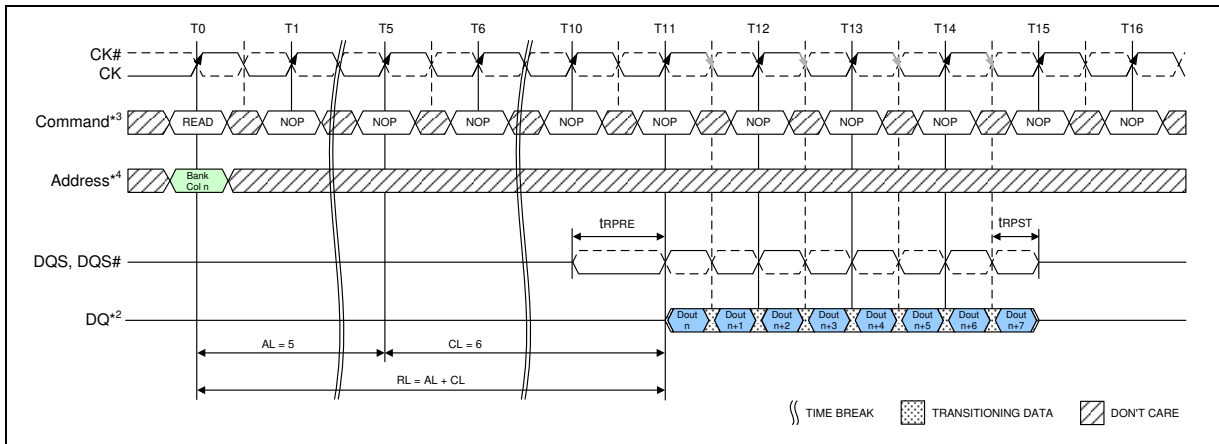 T0 T1 T5 T6 T10 T11 T12 T13 T14 T15 T16
CK#
CK
Command*3 READ NOP NOP NOP NOP NOP NOP NOP NOP NOP NOP
Address*4 Bank
Col n
tRPRE tRPST
DQS, DQS#
DQ*2 Dout
n Dout
n+1 Dout
n+2 Dout
n+3 Dout
n+4 Dout
n+5 Dout
n+6 Dout
n+7
AL = 5 CL = 6
RL = AL + CL
TIME BREAK TRANSITIONING DATA DON'T CARE